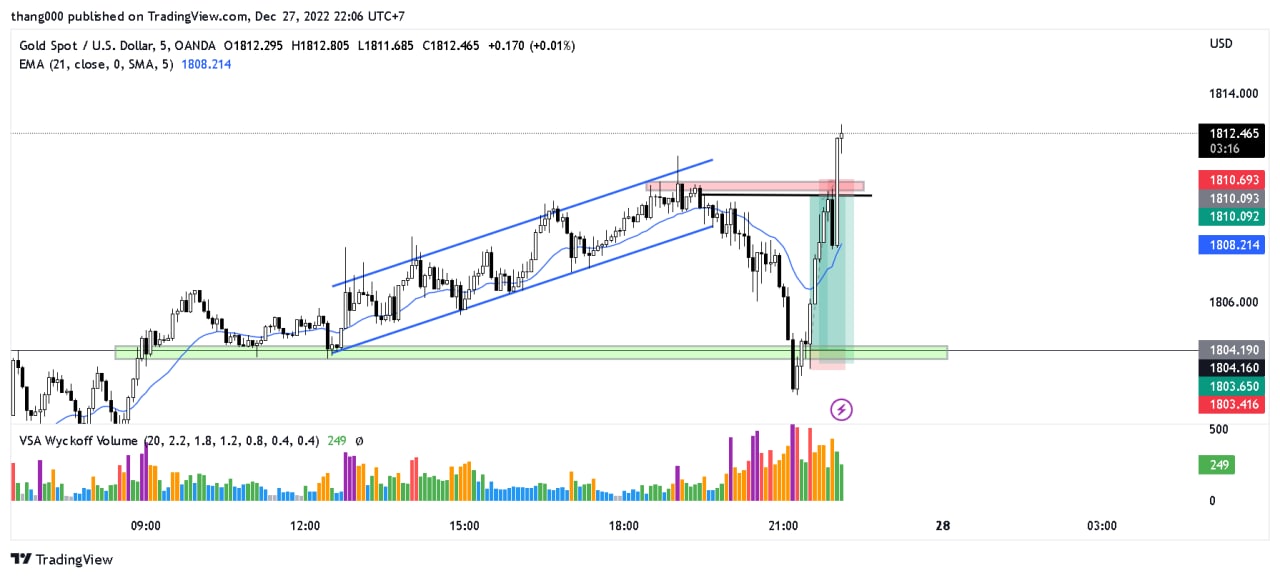 thang000 published on TradingView.com, Dec 27, 2022 22:06 UTC+7
Gold Spot / U.S. Dollar, 5, OANDA O1812.295 H1812.805 L1811.685 C1812.465 +0.170 (+0.01%)
USD
EMA (21, close, 0, SMA, 5) 1808.214
1814.000
1812.465
03:16
1810.693
1810.093
1810.092
1808.214
1806.000
1804.190
1804.160
1803.650
1803.416
VSA Wyckoff Volume (20, 2.2, 1.8, 1.2, 0.8, 0.4, 0.4) 249 ø
500
249
0
09:00 12:00 15:00 18:00 21:00 28 03:00
TradingView